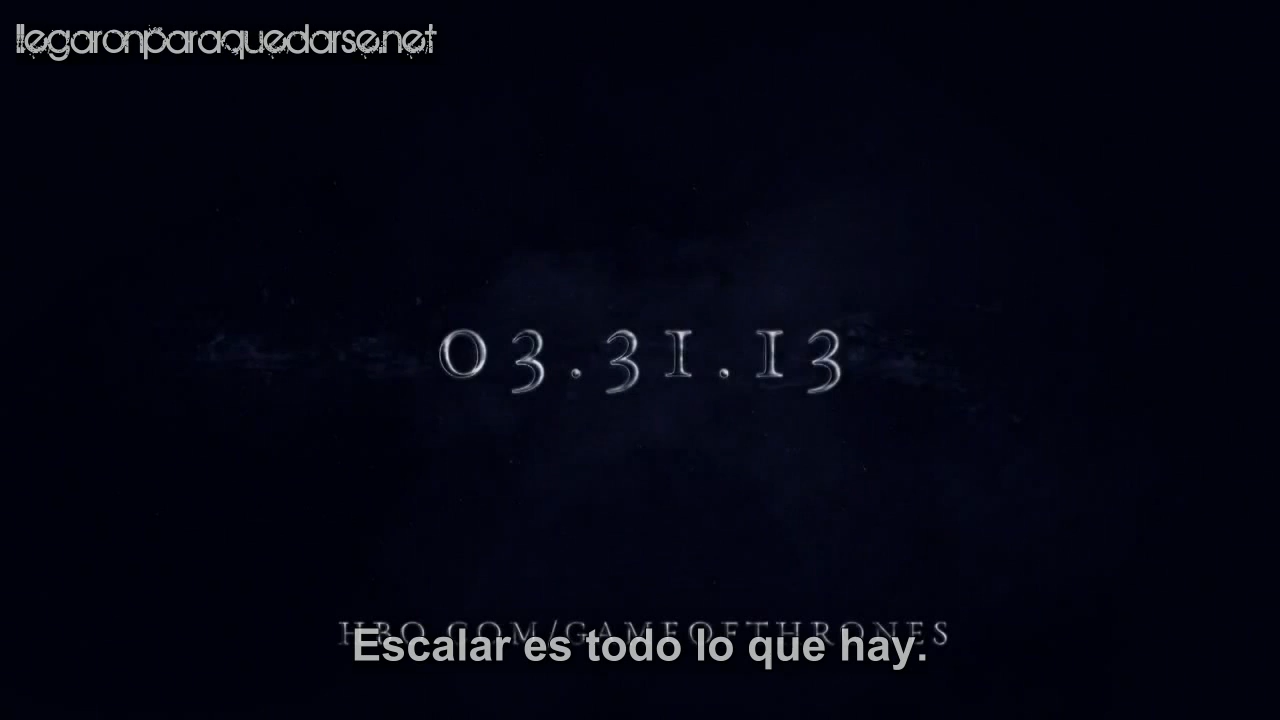 llegaronparaquedarse.net
03.31.13
HBO.COM/GAMEOFTHRONES
Escalar es todo lo que hay.